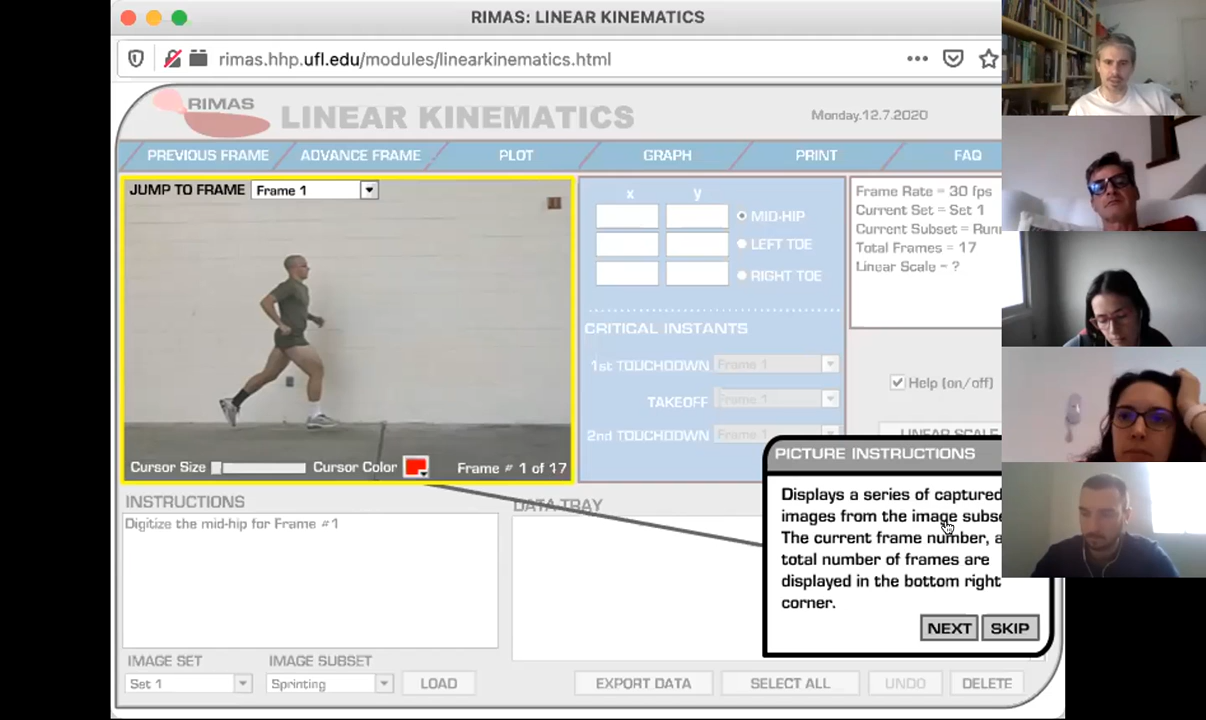 RIMAS: LINEAR KINEMATICS
rimas.hhp.ufl.edu/modules/linearkinematics.html
RIMAS
LINEAR KINEMATICS
Monday.12.7.2020
PREVIOUS FRAME
ADVANCE FRAME
PLOT
GRAPH
PRINT
FAQ
JUMP TO FRAME
Frame 1
Cursor Size
Cursor Color
Frame # 1 of 17
x
y
MID-HIP
LEFT TOE
RIGHT TOE
CRITICAL INSTANTS
1st TOUCHDOWN
Frame 1
TAKEOFF
Frame 1
2nd TOUCHDOWN
Frame 1
Frame Rate = 30 fps
Current Set = Set 1
Current Subset = Run
Total Frames = 17
Linear Scale = ?
Help (on/off)
LINEAR SCALE
PICTURE INSTRUCTIONS
Displays a series of captured
images from the image subse
The current frame number, a
total number of frames are
displayed in the bottom right
corner.
NEXT
SKIP
INSTRUCTIONS
Digitize the mid-hip for Frame #1
DATA TRAY
IMAGE SET
Set 1
IMAGE SUBSET
Sprinting
LOAD
EXPORT DATA
SELECT ALL
UNDO
DELETE